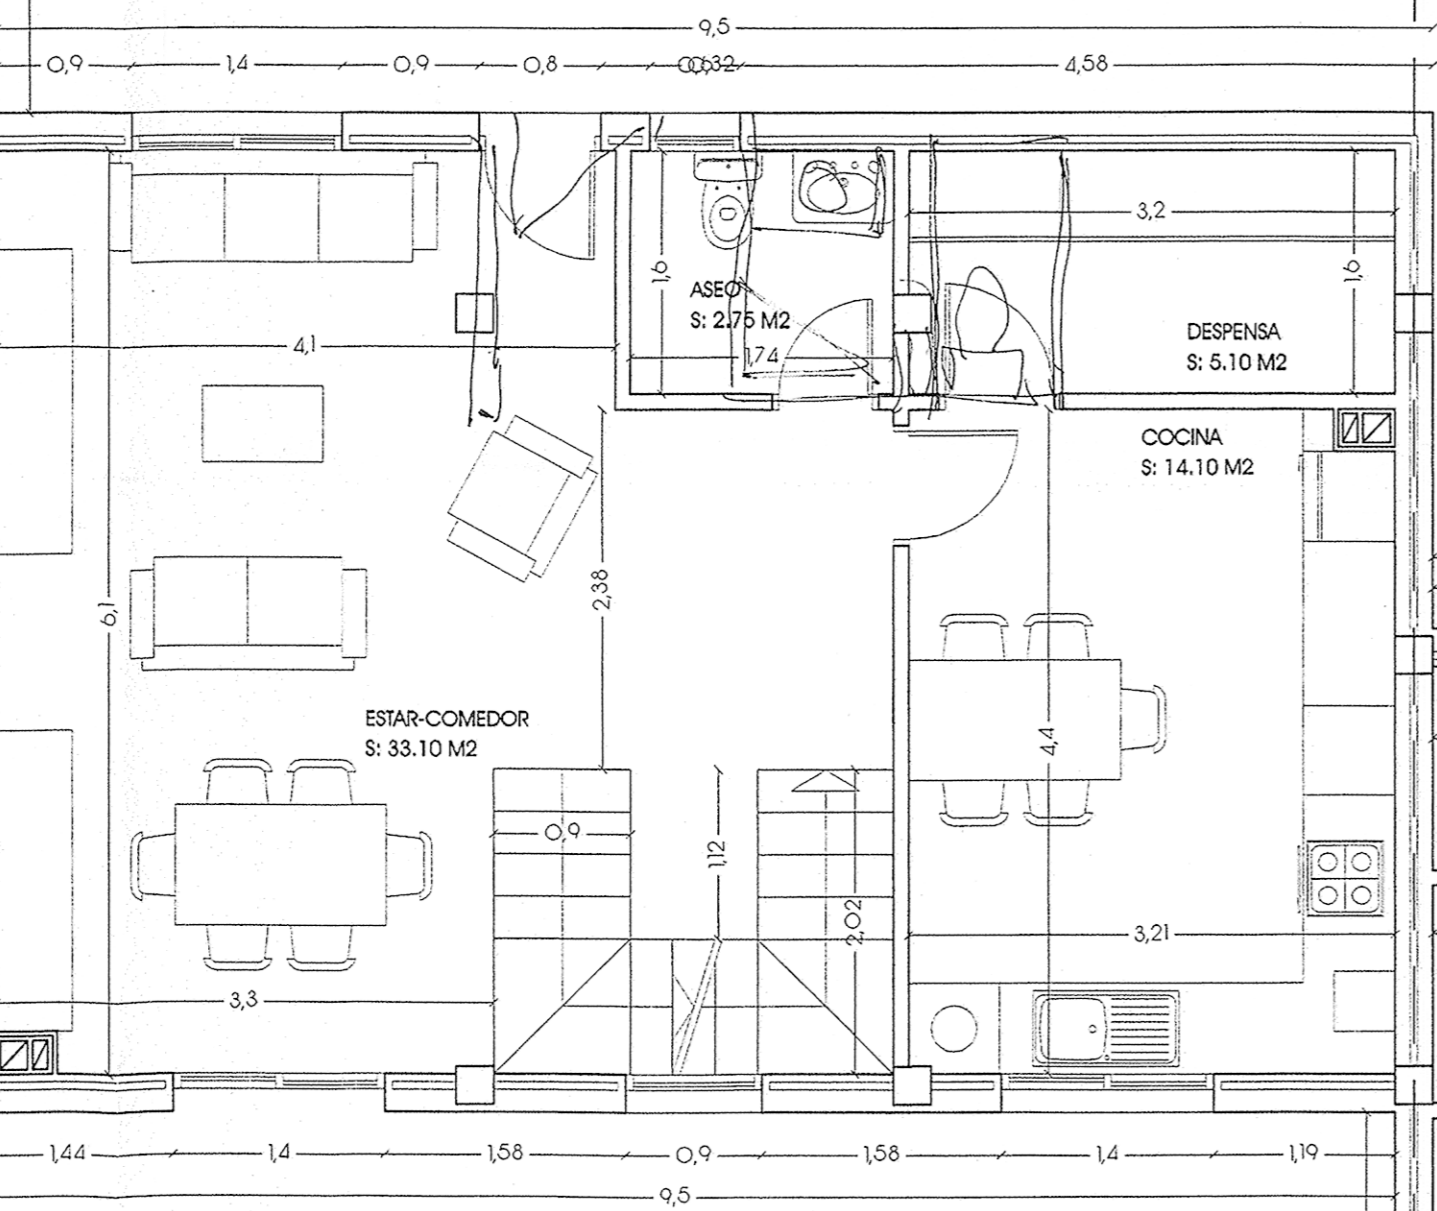 9,5
0,9 1,4 0,9 0,8 4,58
3,2
1,6
1,6
ASEO
S: 2.75 M2
DESPENSA
S: 5.10 M2
4,1
1,74
COCINA
S: 14.10 M2
2,38
6,1
ESTAR-COMEDOR
S: 33.10 M2
4,4
0,9
1,12
2,02
3,21
3,3
1,44 1,4 1,58 0,9 1,58 1,4 1,19
9,5